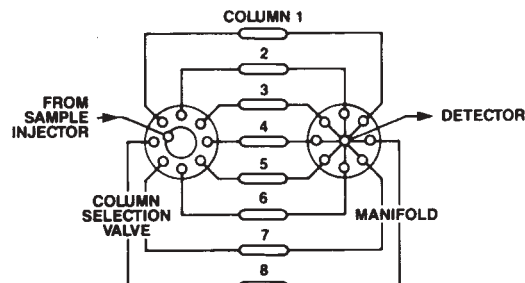 COLUMN 1
2
3
FROM
SAMPLE
INJECTOR
DETECTOR
4
5
COLUMN
SELECTION
VALVE
6
MANIFOLD
7
8